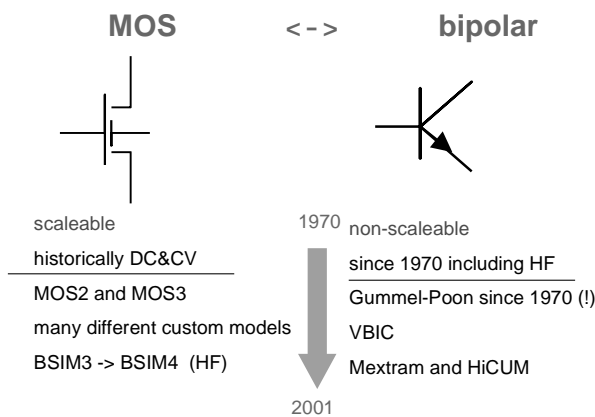 MOS <-> bipolar
scaleable
historically DC&CV
MOS2 and MOS3
many different custom models
BSIM3 -> BSIM4 (HF)
1970
2001
non-scaleable
since 1970 including HF
Gummel-Poon since 1970 (!)
VBIC
Mextram and HiCUM